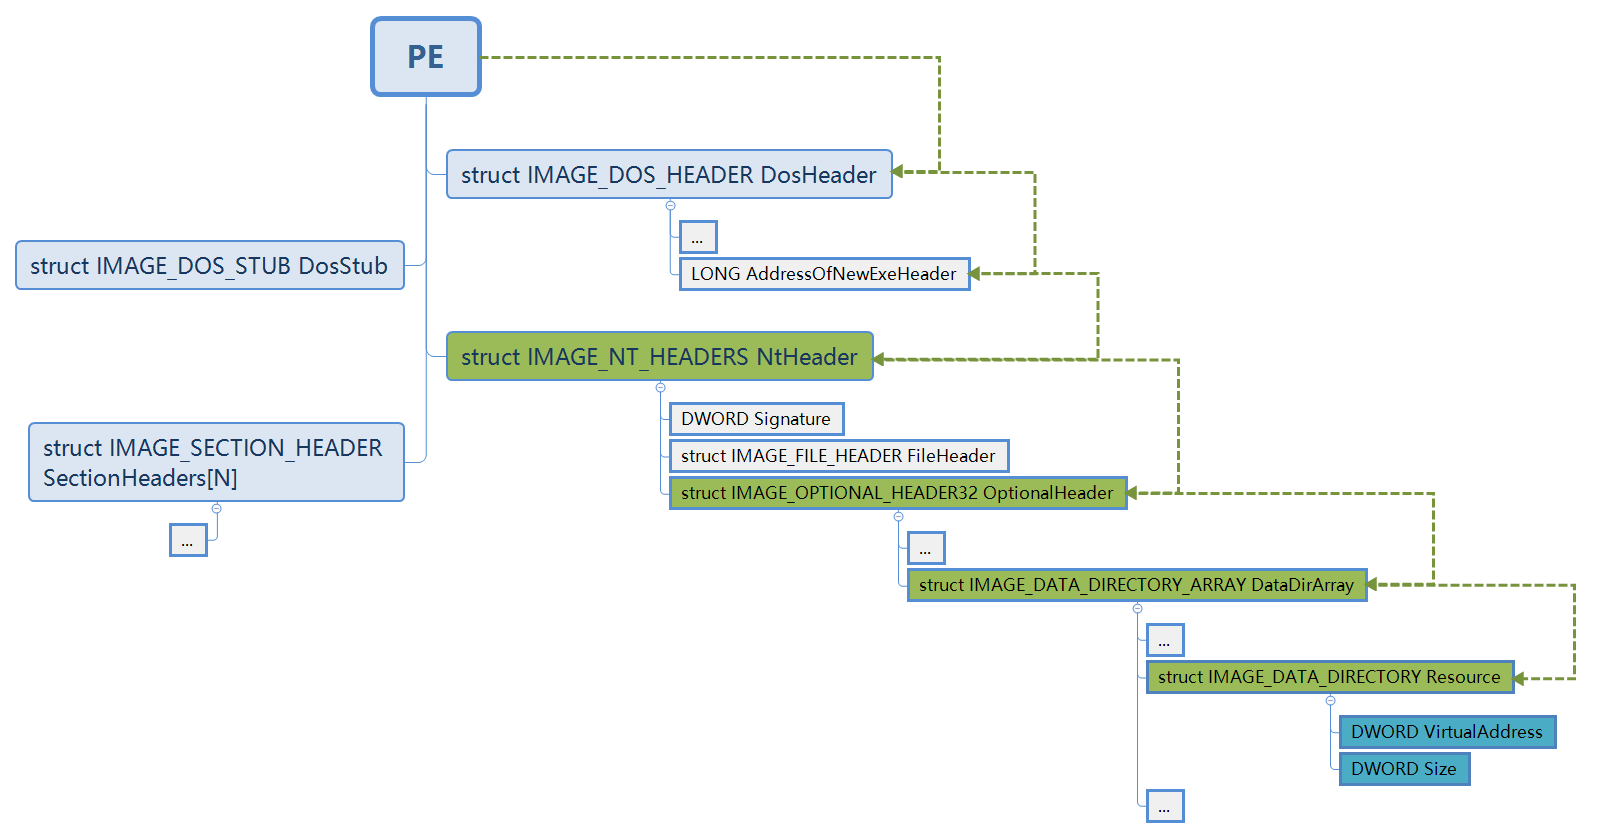 PE
struct IMAGE_DOS_HEADER DosHeader
...
LONG AddressOfNewExeHeader
struct IMAGE_DOS_STUB DosStub
struct IMAGE_NT_HEADERS NtHeader
DWORD Signature
struct IMAGE_FILE_HEADER FileHeader
struct IMAGE_OPTIONAL_HEADER32 OptionalHeader
...
struct IMAGE_DATA_DIRECTORY_ARRAY DataDirArray
...
struct IMAGE_DATA_DIRECTORY Resource
DWORD VirtualAddress
DWORD Size
...
struct IMAGE_SECTION_HEADER
SectionHeaders[N]
...